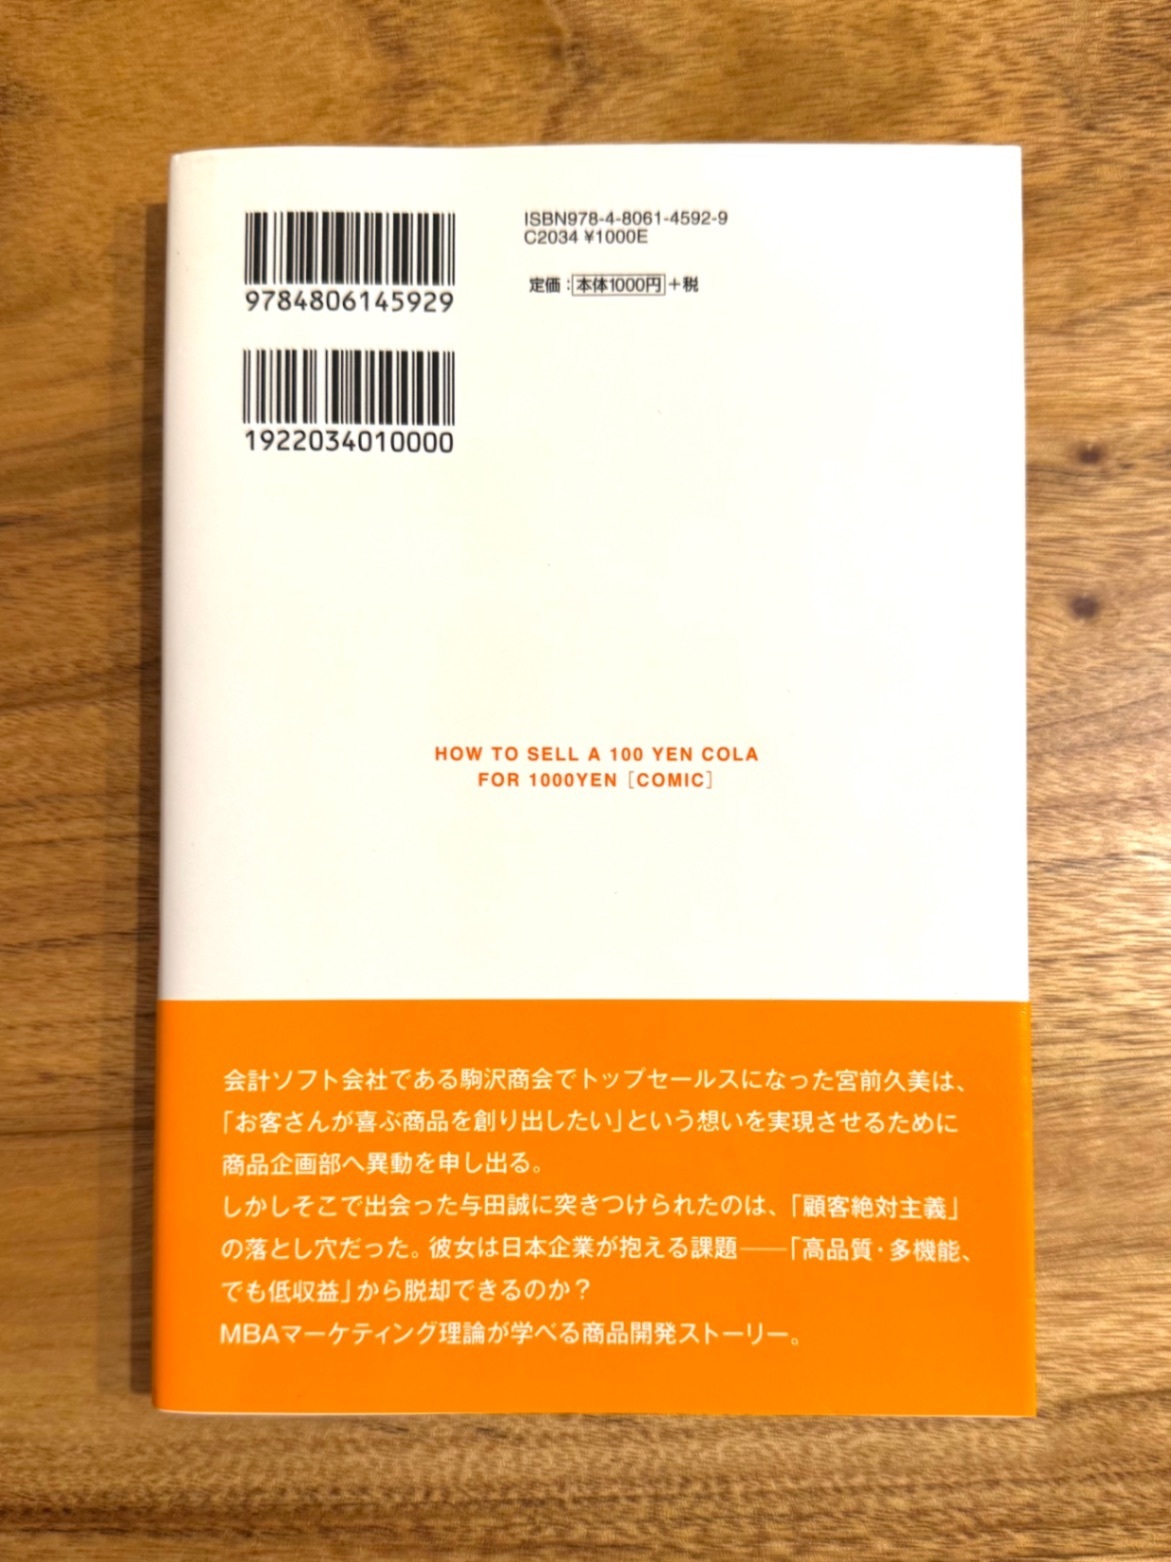 ISBN978-4-8061-4592-9
C2034 ¥1000E
定価：本体1000円＋税
9784806145929
1922034010000
HOW TO SELL A 100 YEN COLA
FOR 1000YEN［COMIC］
会計ソフト会社である駒沢商会でトップセールスになった宮前久美は、
「お客さんが喜ぶ商品を創り出したい」という想いを実現させるために
商品企画部へ異動を申し出る。
しかしそこで出会った与田誠に突きつけられたのは、「顧客絶対主義」
の落とし穴だった。彼女は日本企業が抱える課題――「高品質・多機能、
でも低収益」から脱却できるのか？
MBAマーケティング理論が学べる商品開発ストーリー。